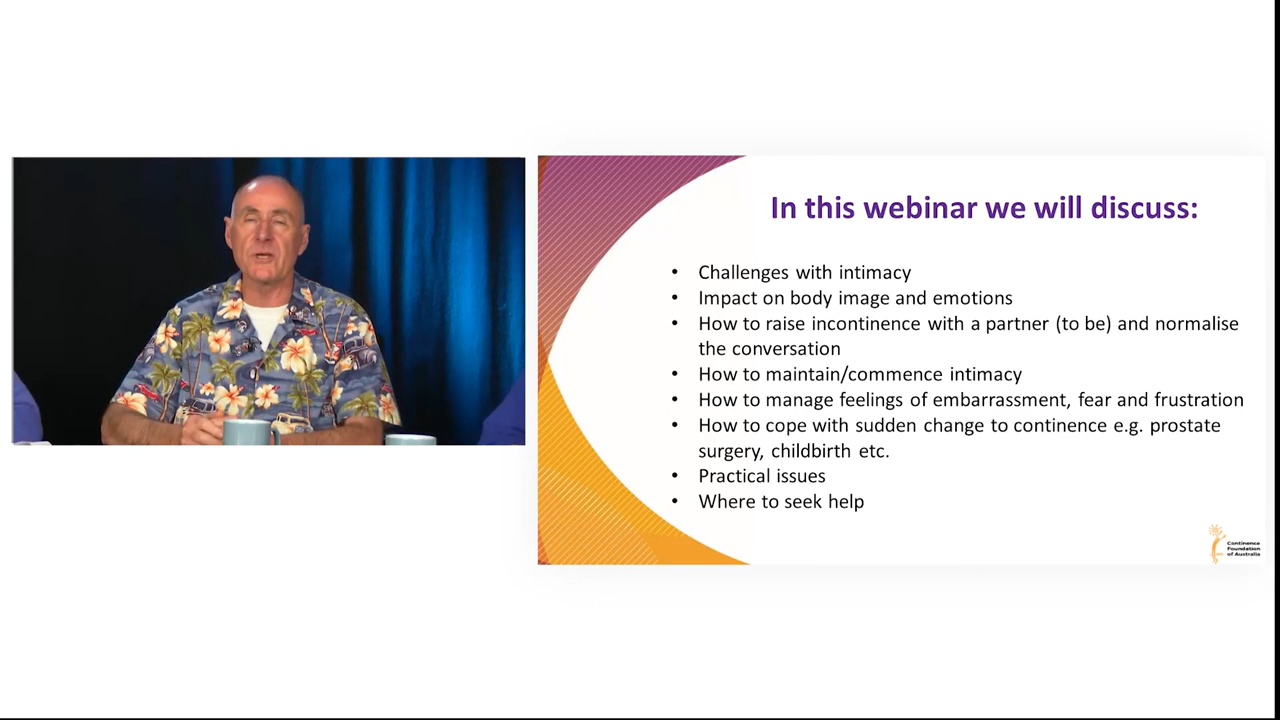 In this webinar we will discuss:
• Challenges with intimacy
• Impact on body image and emotions
• How to raise incontinence with a partner (to be) and normalise
the conversation
• How to maintain/commence intimacy
• How to manage feelings of embarrassment, fear and frustration
• How to cope with sudden change to continence e.g. prostate
surgery, childbirth etc.
• Practical issues
• Where to seek help
Continence
Foundation
of Australia